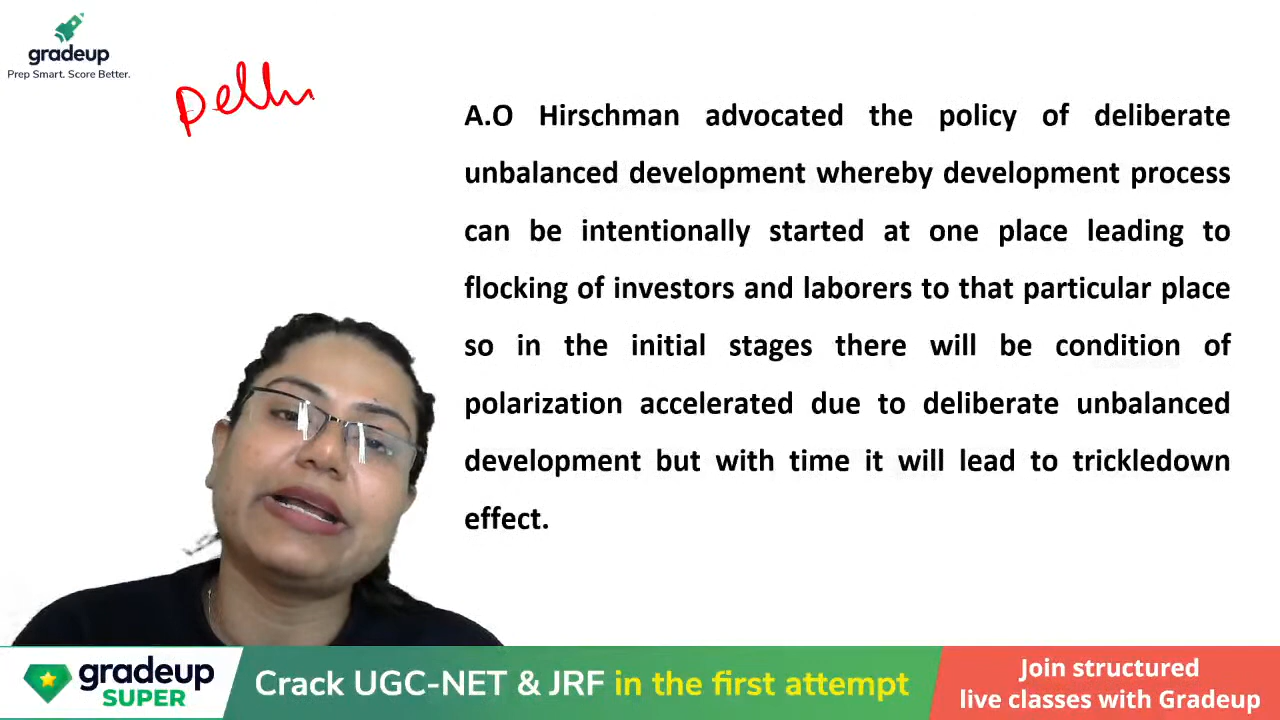 gradeup
Prep Smart. Score Better.
Delhi
A.O Hirschman advocated the policy of deliberate
unbalanced development whereby development process
can be intentionally started at one place leading to
flocking of investors and laborers to that particular place
so in the initial stages there will be condition of
polarization accelerated due to deliberate unbalanced
development but with time it will lead to trickledown
effect.
gradeup
SUPER
Crack UGC-NET & JRF in the first attempt
Join structured
live classes with Gradeup